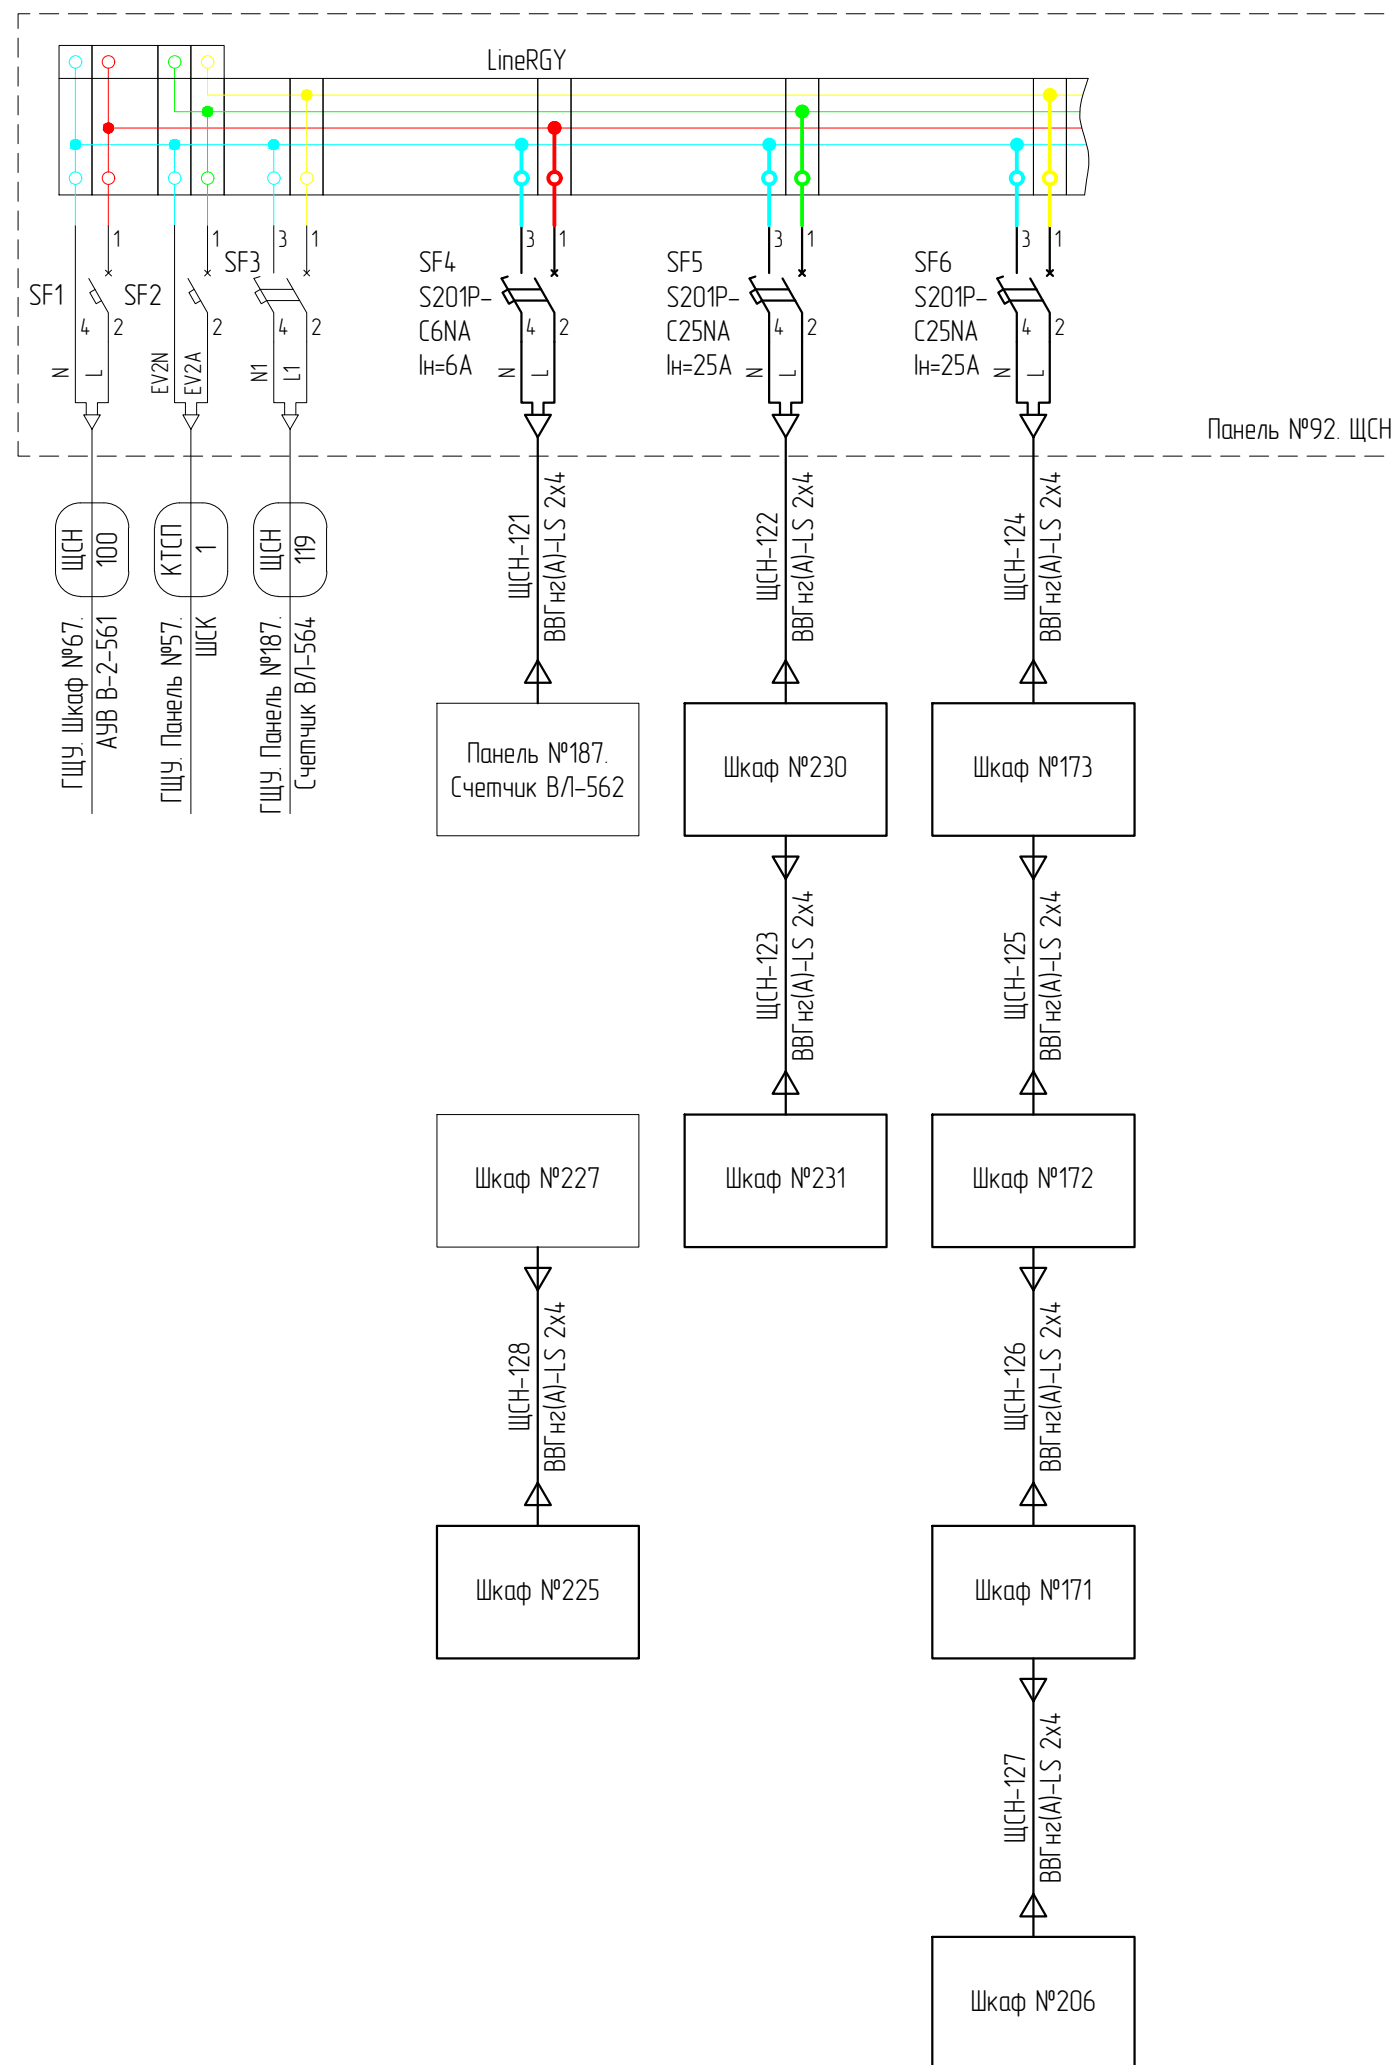 LineRGY
1
1
3
1
3
1
3
1
3
1
SF1
SF2
SF3
SF4
S201P-
C6NA
Iн=6А
SF5
S201P-
C25NA
Iн=25А
SF6
S201P-
C25NA
Iн=25А
4
2
2
4
2
4
2
4
2
4
2
N
L
EV2N
EV2A
N1
L1
N
L
N
L
N
L
Панель №92. ЩСН
ЩСН
100
КТСП
1
ЩСН
119
ЩСН-121
ВВГнг(А)-LS 2х4
ЩСН-122
ВВГнг(А)-LS 2х4
ЩСН-124
ВВГнг(А)-LS 2х4
ГЩУ. Шкаф №67.
АУВ В-2-561
ГЩУ. Панель №57.
ШСК
ГЩУ. Панель №187.
Счетчик ВЛ-564
Панель №187.
Счетчик ВЛ-562
Шкаф №230
Шкаф №173
ЩСН-123
ВВГнг(А)-LS 2х4
ЩСН-125
ВВГнг(А)-LS 2х4
Шкаф №227
Шкаф №231
Шкаф №172
ЩСН-128
ВВГнг(А)-LS 2х4
ЩСН-126
ВВГнг(А)-LS 2х4
Шкаф №225
Шкаф №171
ЩСН-127
ВВГнг(А)-LS 2х4
Шкаф №206